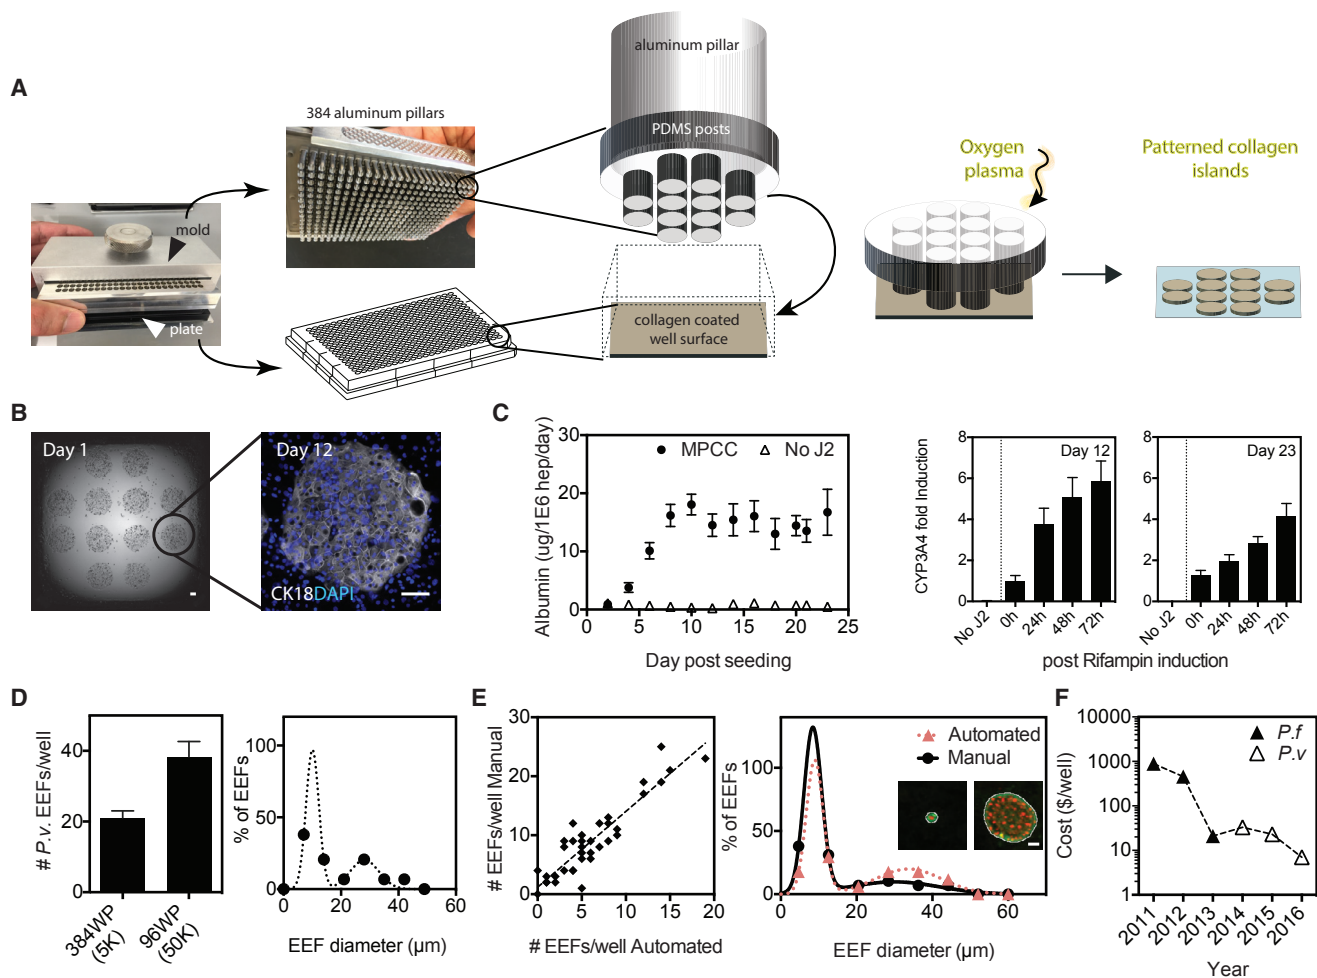 A
384 aluminum pillars
mold
plate
aluminum pillar
PDMS posts
collagen coated
well surface
Oxygen
plasma
Patterned collagen
islands
B
Day 1
Day 12
CK18DAPI
C
Albumin (ug/1E6 hep/day)
30
20
10
0
MPCC
No J2
0
5
10
15
20
25
Day post seeding
CYP3A4 fold Induction
8
6
4
2
0
Day 12
No J2
0h
24h
48h
72h
8
6
4
2
0
Day 23
No J2
0h
24h
48h
72h
post Rifampin induction
D
# P.v. EEFs/well
40
20
0
384WP
(5K)
96WP
(50K)
% of EEFs
100
50
0
0
20
40
60
EEF diameter (µm)
E
# EEFs/well Manual
30
20
10
0
0
5
10
15
20
# EEFs/well Automated
% of EEFs
100
50
0
Automated
Manual
0
20
40
60
EEF diameter (µm)
F
Cost ($/well)
10000
1000
100
10
1
P.f
P.v
2011
2012
2013
2014
2015
2016
Year